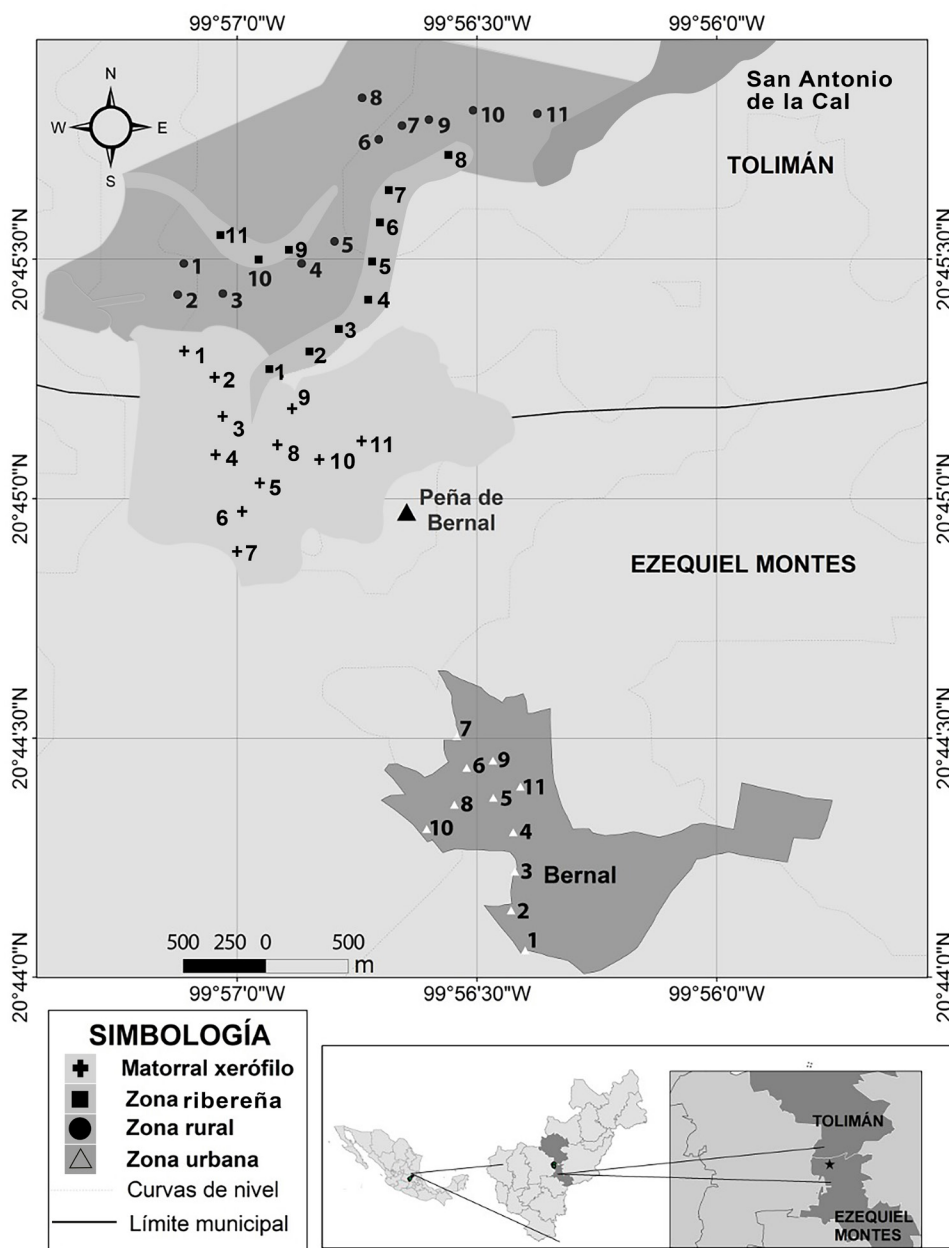 99°57'0"W 99°56'30"W 99°56'0"W
N
W E
S
San Antonio
de la Cal
TOLIMÁN
8
10
11
7
9
6
8
7
6
11
9
5
20°45'30"N
20°45'30"N
1
10
4
5
2
3
4
3
1
2
1
2
9
3
4
8
10
11
5
20°45'0"N
20°45'0"N
6
7
Peña de
Bernal
EZEQUIEL MONTES
20°44'30"N
20°44'30"N
7
6
9
11
8
5
10
4
3
Bernal
2
1
500 250 0 500
m
20°44'0"N
20°44'0"N
99°57'0"W 99°56'30"W 99°56'0"W
SIMBOLOGÍA
Matorral xerófilo
Zona ribereña
Zona rural
Zona urbana
Curvas de nivel
Límite municipal
TOLIMÁN
EZEQUIEL
MONTES